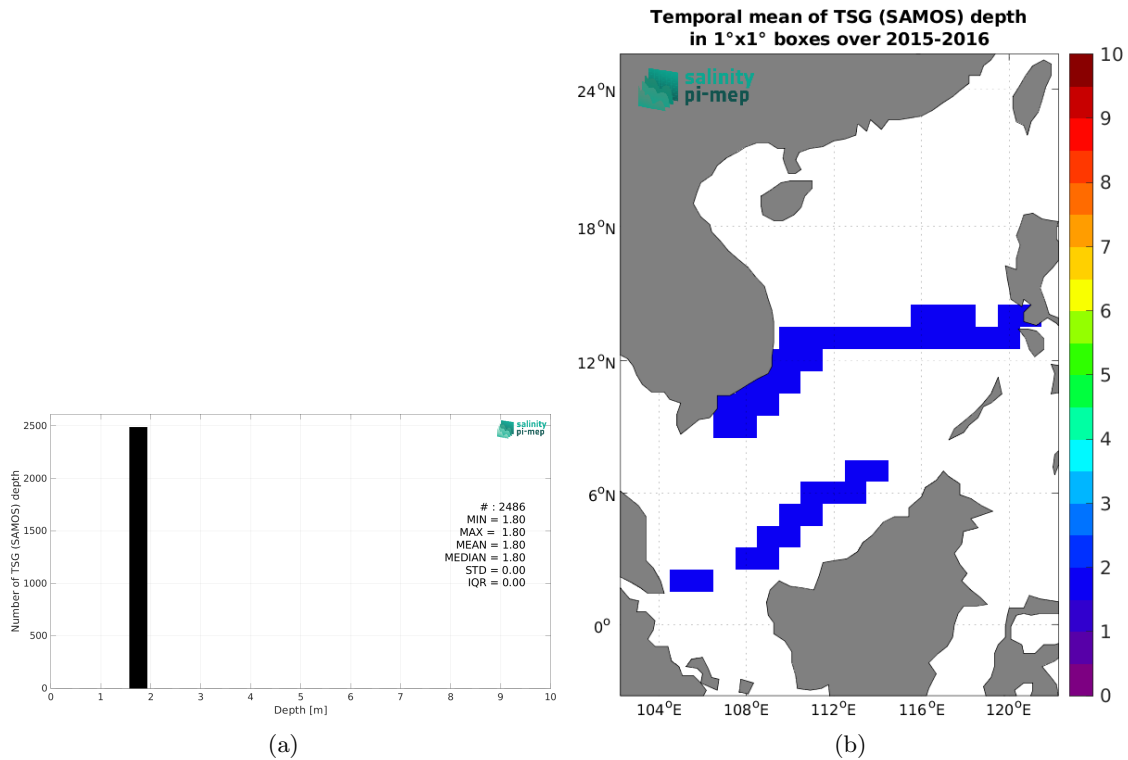 Number of TSG (SAMOS) depth
2500
2000
1500
1000
500
0
salinity
pi-mep
# : 2486
MIN = 1.80
MAX = 1.80
MEAN = 1.80
MEDIAN = 1.80
STD = 0.00
IQR = 0.00
0 1 2 3 4 5 6 7 8 9 10
Depth [m]
(a)
Temporal mean of TSG (SAMOS) depth
in 1°x1° boxes over 2015-2016
salinity
pi-mep
24°N
18°N
12°N
6°N
0°
104°E 108°E 112°E 116°E 120°E
10
9
8
7
6
5
4
3
2
1
0
(b)